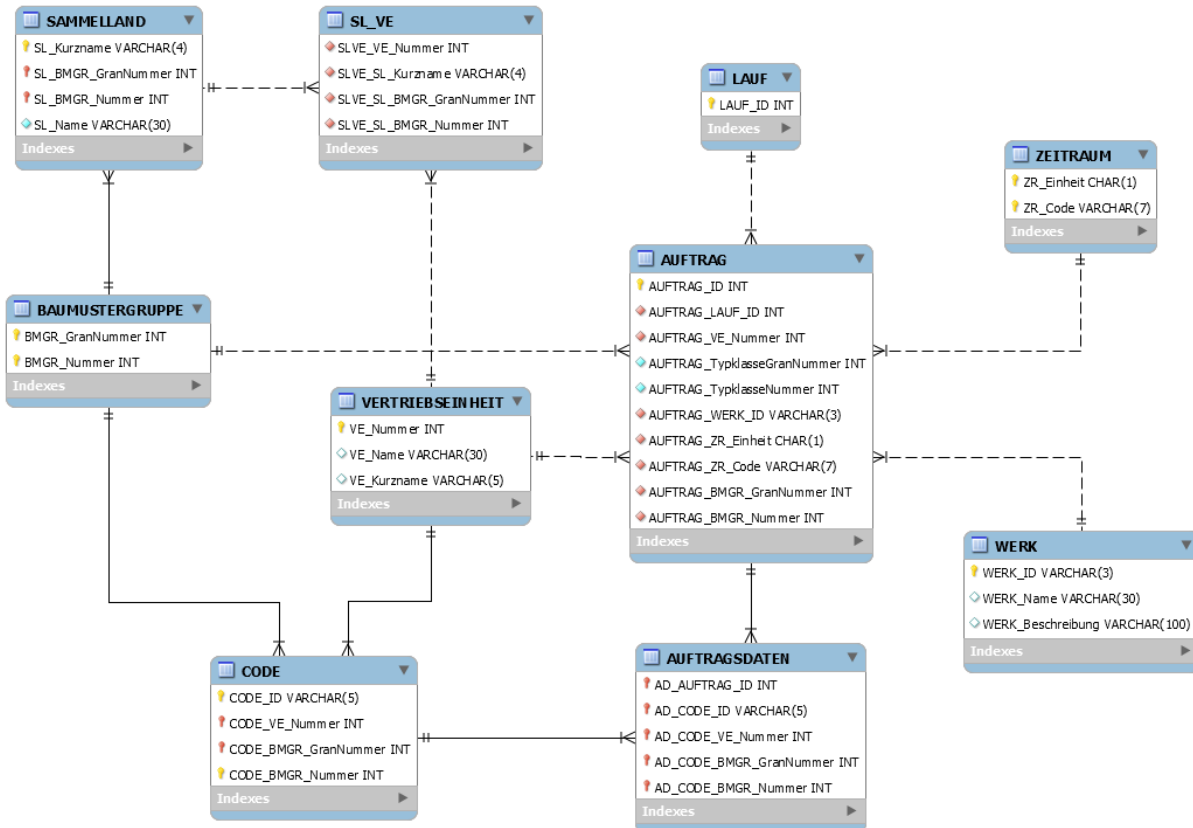 SAMMELLAND
SL_Kurzname VARCHAR(4)
SL_BMGR_GranNummer INT
SL_BMGR_Nummer INT
SL_Name VARCHAR(30)
Indexes
SL_VE
SLVE_VE_Nummer INT
SLVE_SL_Kurzname VARCHAR(4)
SLVE_SL_BMGR_GranNummer INT
SLVE_SL_BMGR_Nummer INT
Indexes
LAUF
LAUF_ID INT
Indexes
ZEITRAUM
ZR_Einheit CHAR(1)
ZR_Code VARCHAR(7)
Indexes
BAUMUSTERGRUPPE
BMGR_GranNummer INT
BMGR_Nummer INT
Indexes
VERTRIEBSEINHEIT
VE_Nummer INT
VE_Name VARCHAR(30)
VE_Kurzname VARCHAR(5)
Indexes
AUFTRAG
AUFTRAG_ID INT
AUFTRAG_LAUF_ID INT
AUFTRAG_VE_Nummer INT
AUFTRAG_TypklasseGranNummer INT
AUFTRAG_TypklasseNummer INT
AUFTRAG_WERK_ID VARCHAR(3)
AUFTRAG_ZR_Einheit CHAR(1)
AUFTRAG_ZR_Code VARCHAR(7)
AUFTRAG_BMGR_GranNummer INT
AUFTRAG_BMGR_Nummer INT
Indexes
WERK
WERK_ID VARCHAR(3)
WERK_Name VARCHAR(30)
WERK_Beschreibung VARCHAR(100)
Indexes
CODE
CODE_ID VARCHAR(5)
CODE_VE_Nummer INT
CODE_BMGR_GranNummer INT
CODE_BMGR_Nummer INT
Indexes
AUFTRAGSDATEN
AD_AUFTRAG_ID INT
AD_CODE_ID VARCHAR(5)
AD_CODE_VE_Nummer INT
AD_CODE_BMGR_GranNummer INT
AD_CODE_BMGR_Nummer INT
Indexes